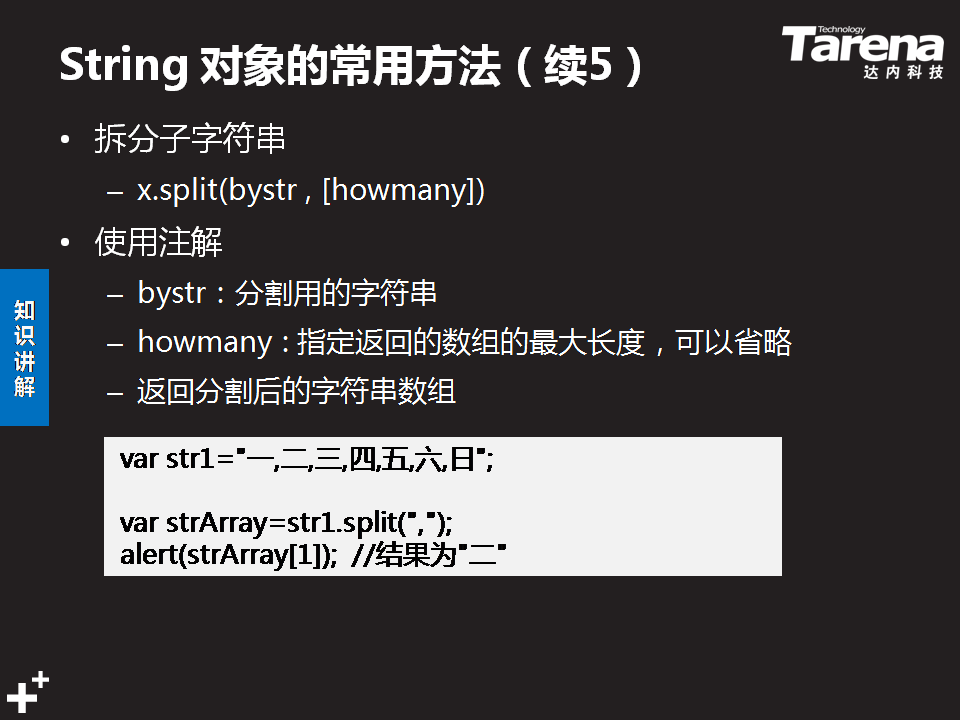 String 对象的常用方法（续5）
Technology
Tarena
达内科技
• 拆分子字符串
– x.split(bystr , [howmany])
• 使用注解
– bystr：分割用的字符串
– howmany : 指定返回的数组的最大长度，可以省略
– 返回分割后的字符串数组
知识讲解
var str1="一,二,三,四,五,六,日";
var strArray=str1.split(",");
alert(strArray[1]); //结果为"二"